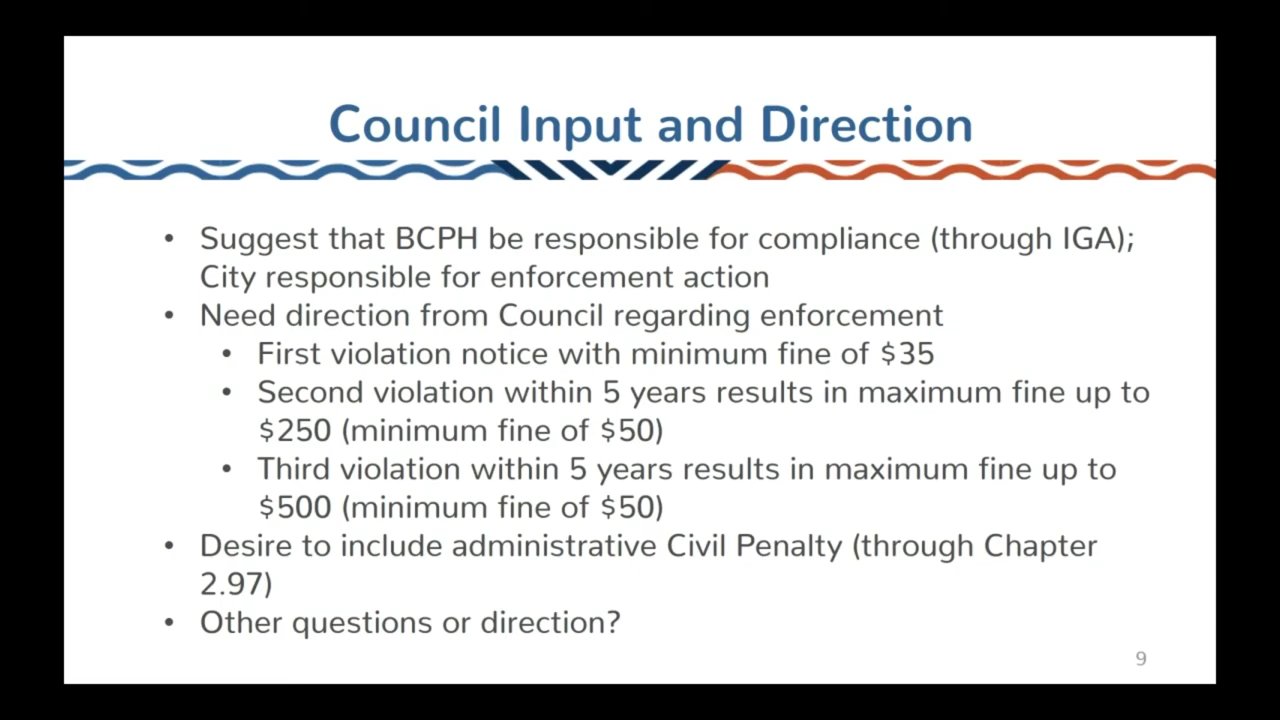 Council Input and Direction
• Suggest that BCPH be responsible for compliance (through IGA);
City responsible for enforcement action
• Need direction from Council regarding enforcement
• First violation notice with minimum fine of $35
• Second violation within 5 years results in maximum fine up to
$250 (minimum fine of $50)
• Third violation within 5 years results in maximum fine up to
$500 (minimum fine of $50)
• Desire to include administrative Civil Penalty (through Chapter
2.97)
• Other questions or direction?
9